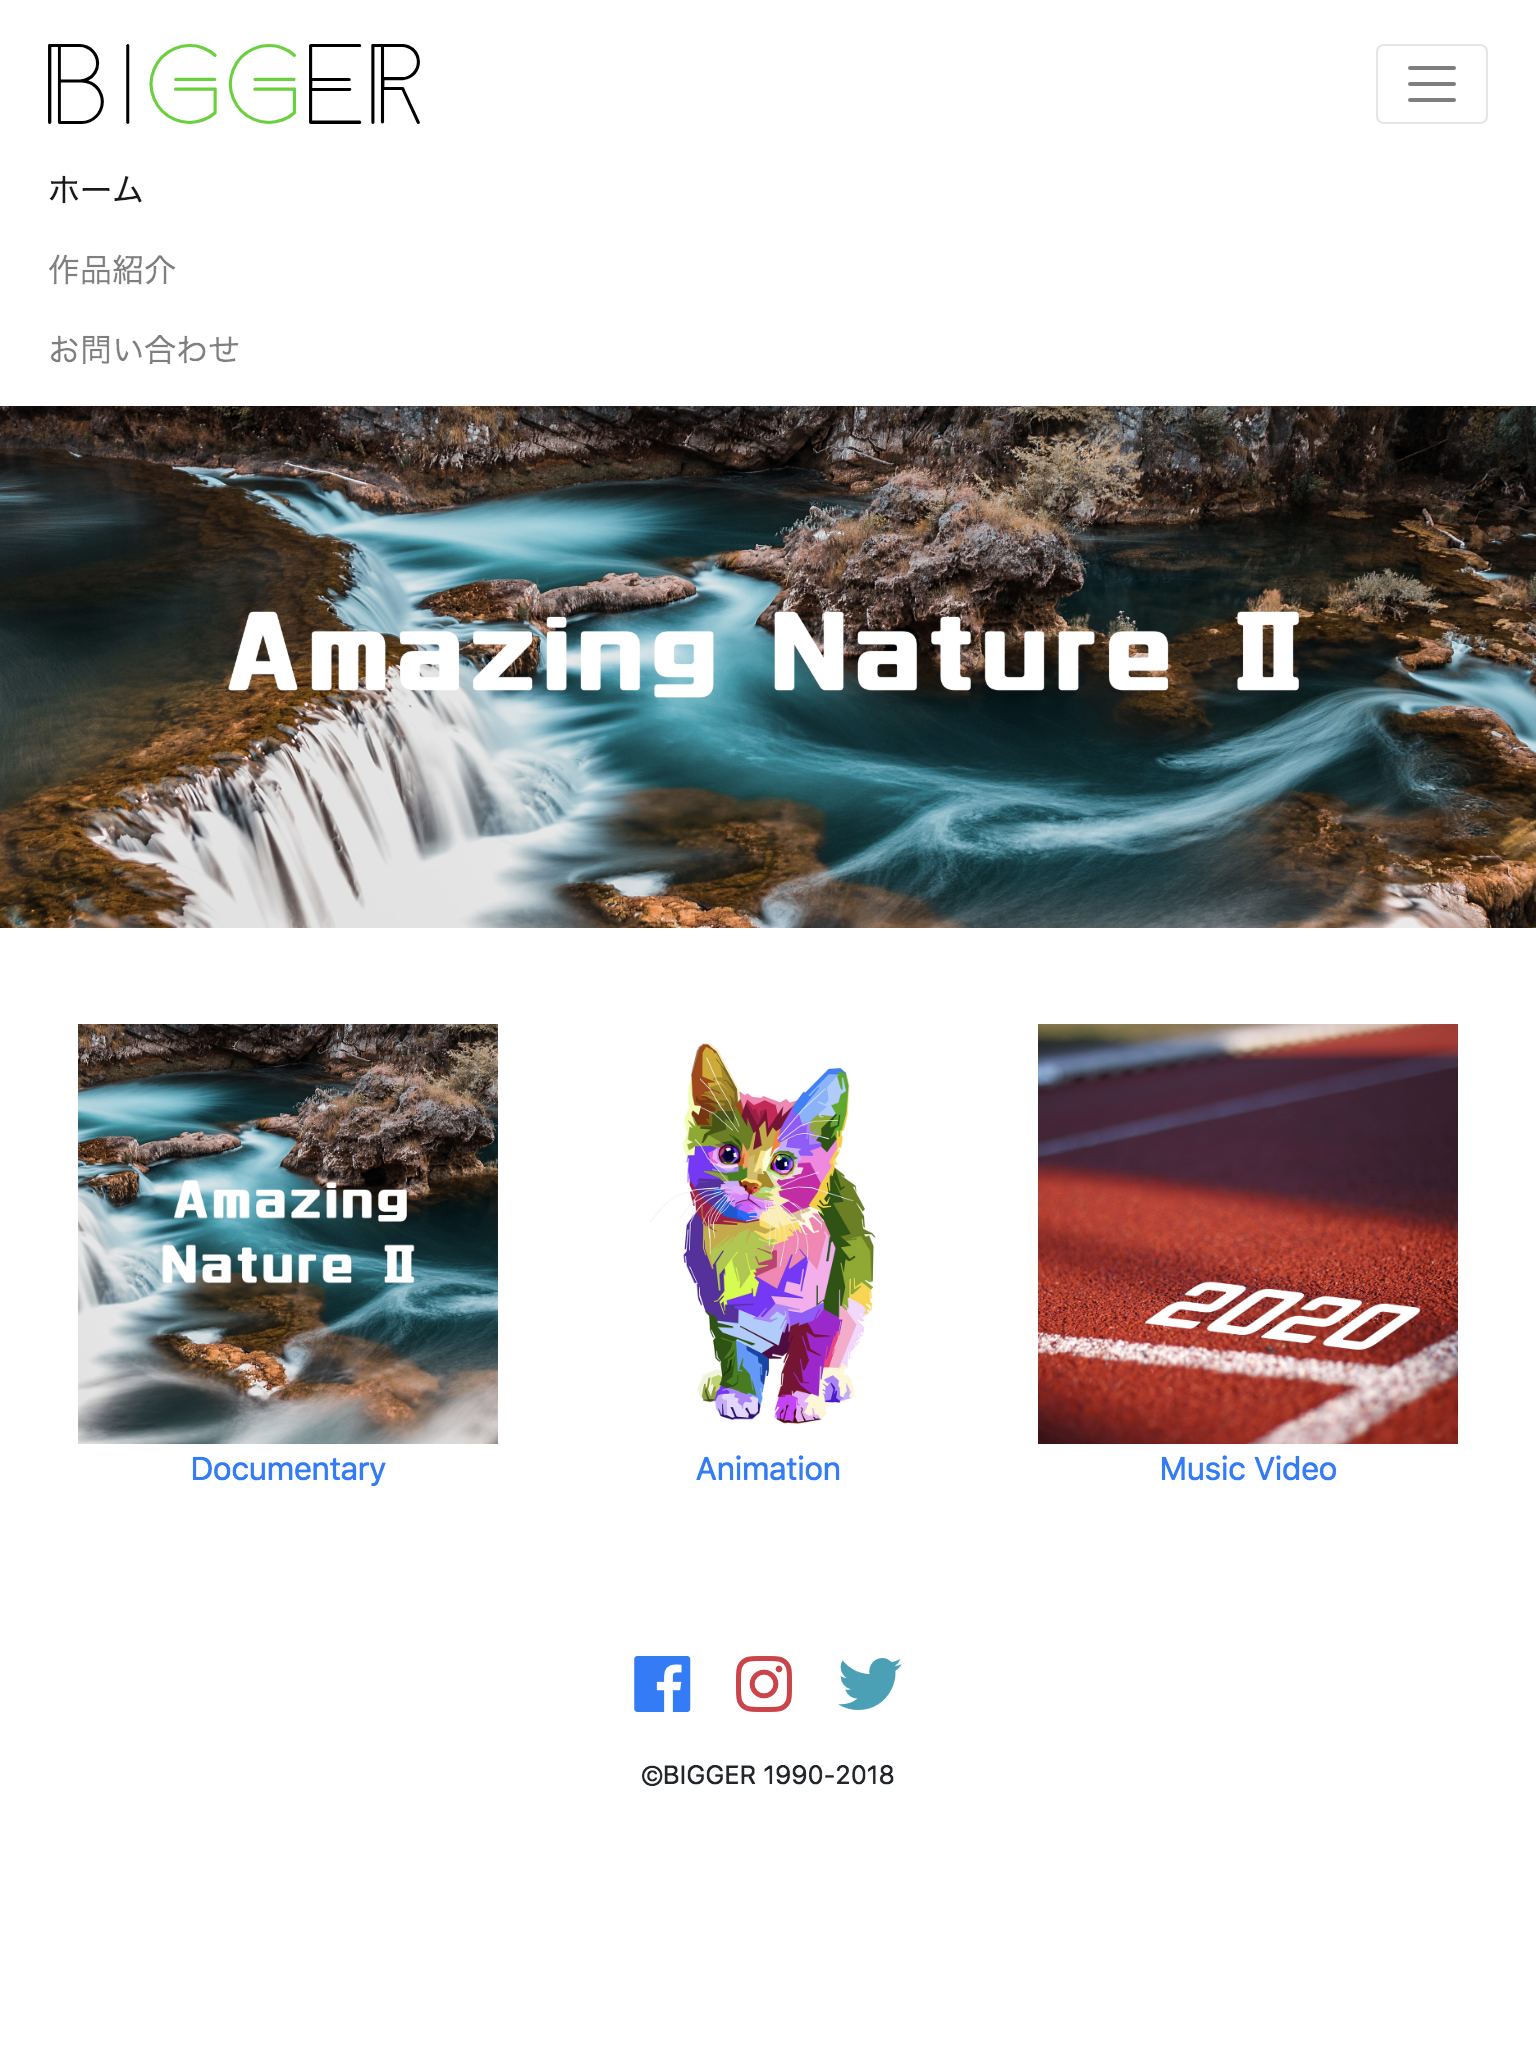 BIGGER
ホーム
作品紹介
お問い合わせ
Amazing Nature II
Amazing
Nature II
2020
Documentary
Animation
Music Video
©BIGGER 1990-2018